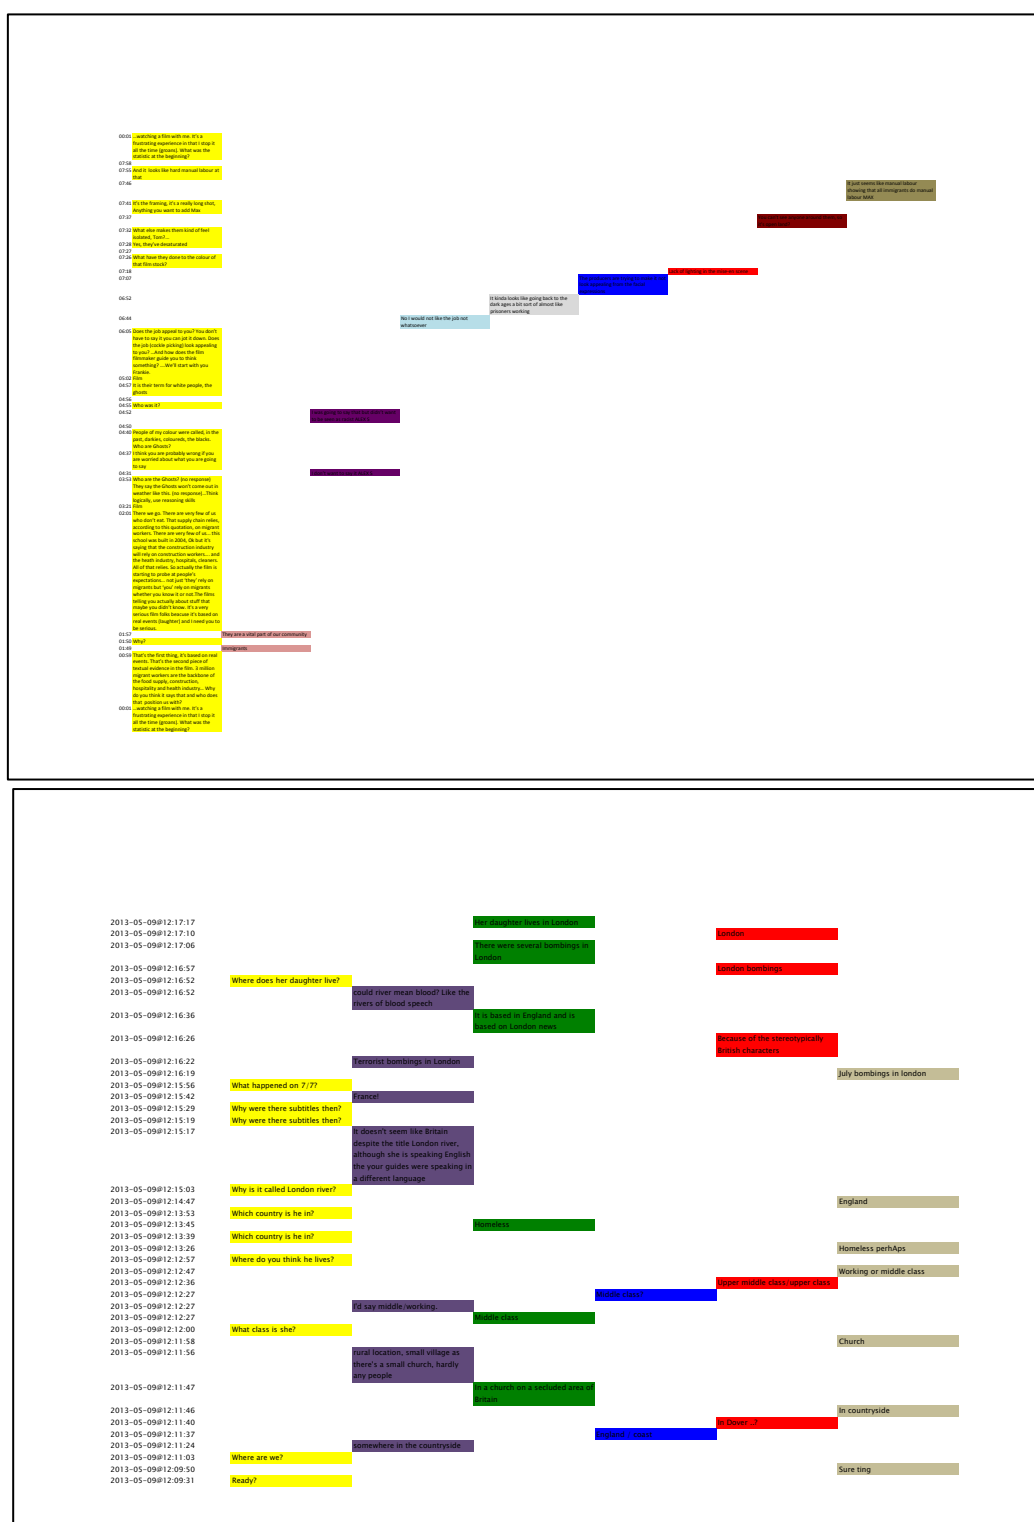 00:01 ...watching a film with me. It's a
frustrating experience in that I stop it
all the time (groans). What was the
statistic at the beginning?
07:58
07:55 And it looks like hard manual labour at
that
07:46 It just seems like manual labour
showing that all immigrants do manual
labour MAX
07:41 It's the framing, it's a really long shot,
Anything you want to add Max
07:37
07:32 What else makes them kind of feel
isolated, Tom?...
07:28 Yes, they've desaturated
07:27
07:26 What have they done to the colour of
that film stock?
07:18
07:07
06:52 It kinda looks like going back to the
dark ages a bit sort of almost like
prisoners working
06:44 No I would not like the job not
whatsoever
06:05 Does the job appeal to you? You don't
have to say it you can jot it down. Does
the job (cockle picking) look appealing
to you? ...And how does the film
filmmaker guide you to think
something? ....We'll start with you
Frankie.
05:02 Film
04:57 It is their term for white people, the
ghosts
04:56
04:55 Who was it?
04:52
04:50
04:40 People of my colour were called, in the
past, darkies, coloureds, the blacks.
Who are Ghosts?
04:37 I think you are probably wrong if you
are worried about what you are going
to say
04:31
03:53 Who are the Ghosts? (no response)
They say the Ghosts won't come out in
weather like this. (no response)...Think
logically, use reasoning skills
03:21 Film
02:01 There we go. There are very few of us
who don't eat. That supply chain relies,
according to this quotation, on migrant
workers. There are very few of us... this
school was built in 2004, Ok but it's
saying that the construction industry
will rely on construction workers.... and
the heath industry, hospitals, cleaners.
All of that relies. So actually the film is
starting to probe at people's
expectations... not just 'they' rely on
migrants but 'you' rely on migrants
whether you know it or not.The films
telling you actually about stuff that
maybe you didn't know. It's a very
serious film folks beacuse it's based on
real events (laughter) and I need you to
be serious.
01:57 They are a vital part of our community
01:50 Why?
01:49 Immigrants
00:59 That's the first thing, it's based on real
events. That's the second piece of
textual evidence in the film. 3 million
migrant workers are the backbone of
the food supply, construction,
hospitality and health industry... Why
do you think it says that and who does
that position us with?
00:01 ...watching a film with me. It's a
frustrating experience in that I stop it
all the time (groans). What was the
statistic at the beginning?
2013-05-09@12:17:17 Her daughter lives in London
2013-05-09@12:17:10 London
2013-05-09@12:17:06 There were several bombings in
London
2013-05-09@12:16:57 London bombings
2013-05-09@12:16:52 Where does her daughter live?
2013-05-09@12:16:52 could river mean blood? Like the
rivers of blood speech
2013-05-09@12:16:36 It is based in England and is
based on London news
2013-05-09@12:16:26 Because of the stereotypically
British characters
2013-05-09@12:16:22 Terrorist bombings in London
2013-05-09@12:16:19 July bombings in london
2013-05-09@12:15:56 What happened on 7/7?
2013-05-09@12:15:42 France!
2013-05-09@12:15:29 Why were there subtitles then?
2013-05-09@12:15:19 Why were there subtitles then?
2013-05-09@12:15:17 It doesn't seem like Britain
despite the title London river,
although she is speaking English
the your guides were speaking in
a different language
2013-05-09@12:15:03 Why is it called London river?
2013-05-09@12:14:47 England
2013-05-09@12:13:53 Which country is he in?
2013-05-09@12:13:45 Homeless
2013-05-09@12:13:39 Which country is he in?
2013-05-09@12:13:26 Homeless perhAps
2013-05-09@12:12:57 Where do you think he lives?
2013-05-09@12:12:47 Working or middle class
2013-05-09@12:12:36 Upper middle class/upper class
2013-05-09@12:12:27 Middle class?
2013-05-09@12:12:27 I'd say middle/working.
2013-05-09@12:12:27 Middle class
2013-05-09@12:12:00 What class is she?
2013-05-09@12:11:58 Church
2013-05-09@12:11:56 rural location, small village as
there's a small church, hardly
any people
2013-05-09@12:11:47 In a church on a secluded area of
Britain
2013-05-09@12:11:46 In countryside
2013-05-09@12:11:40 In Dover ..?
2013-05-09@12:11:37
2013-05-09@12:11:24 somewhere in the countryside
2013-05-09@12:11:03 Where are we?
2013-05-09@12:09:50 Sure ting
2013-05-09@12:09:31 Ready?